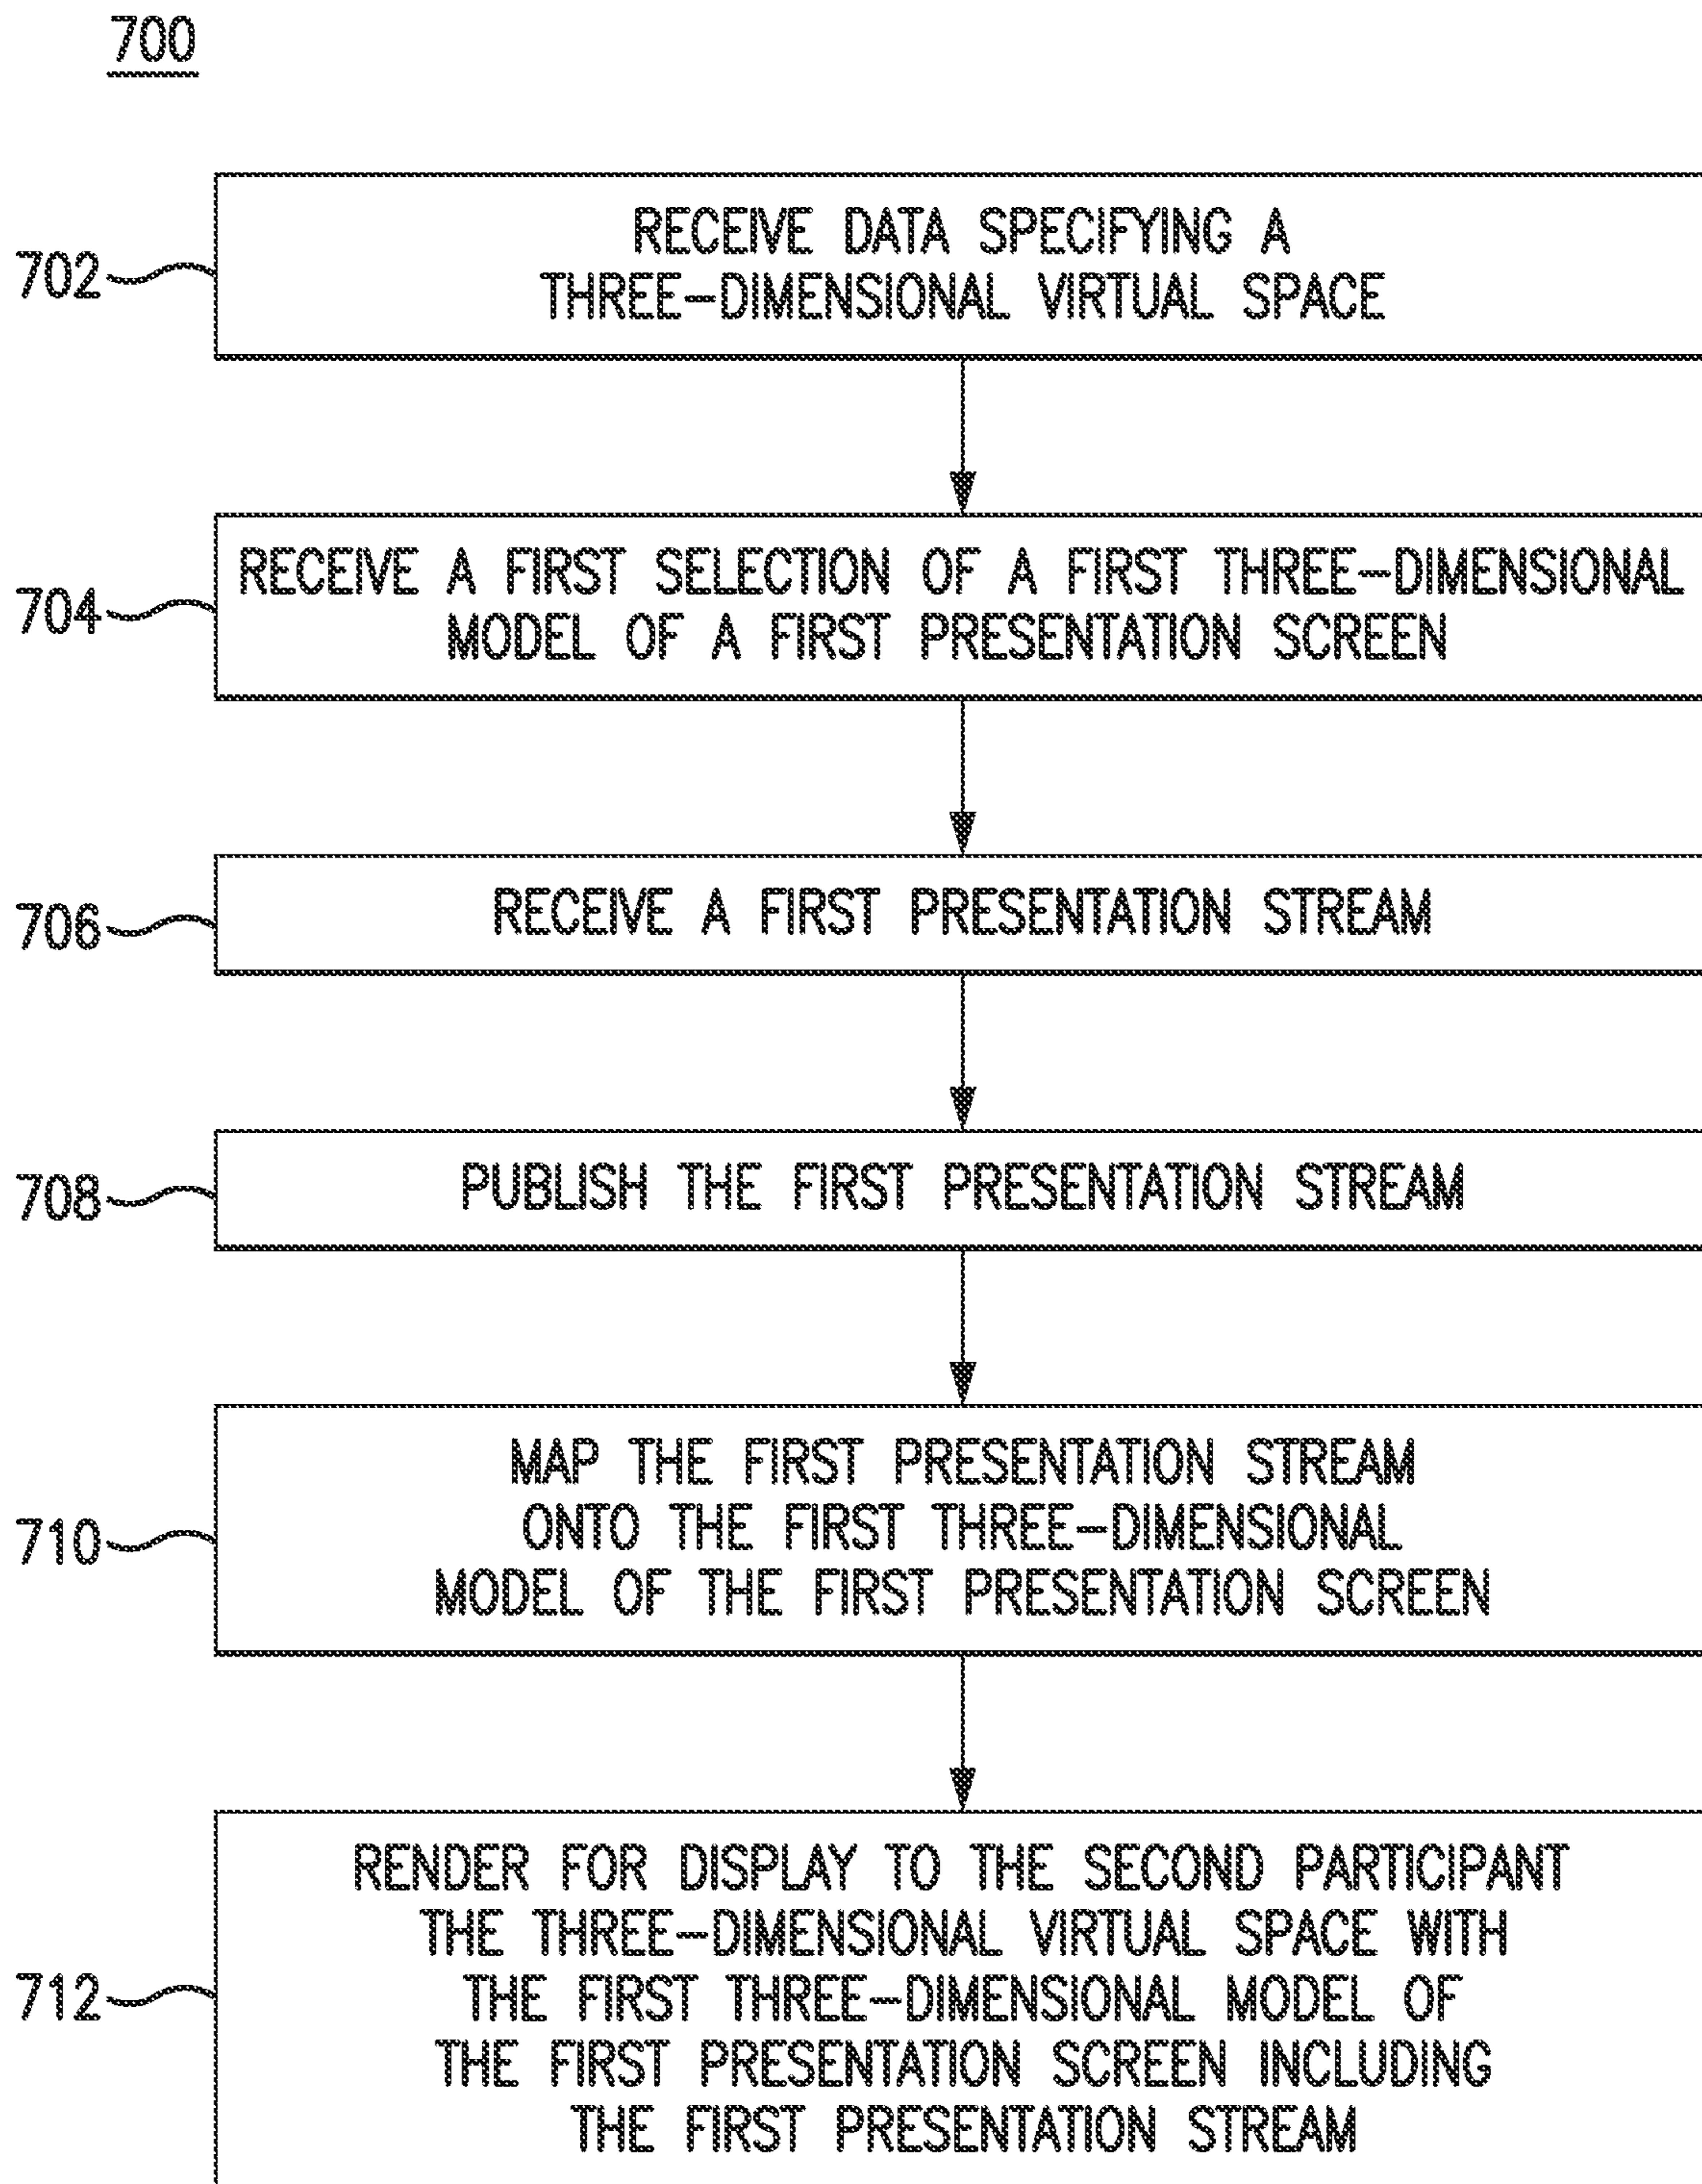 700
702
RECEIVE DATA SPECIFYING A
THREE-DIMENSIONAL VIRTUAL SPACE
704
RECEIVE A FIRST SELECTION OF A FIRST THREE-DIMENSIONAL
MODEL OF A FIRST PRESENTATION SCREEN
706
RECEIVE A FIRST PRESENTATION STREAM
708
PUBLISH THE FIRST PRESENTATION STREAM
710
MAP THE FIRST PRESENTATION STREAM
ONTO THE FIRST THREE-DIMENSIONAL
MODEL OF THE FIRST PRESENTATION SCREEN
712
RENDER FOR DISPLAY TO THE SECOND PARTICIPANT
THE THREE-DIMENSIONAL VIRTUAL SPACE WITH
THE FIRST THREE-DIMENSIONAL MODEL OF
THE FIRST PRESENTATION SCREEN INCLUDING
THE FIRST PRESENTATION STREAM